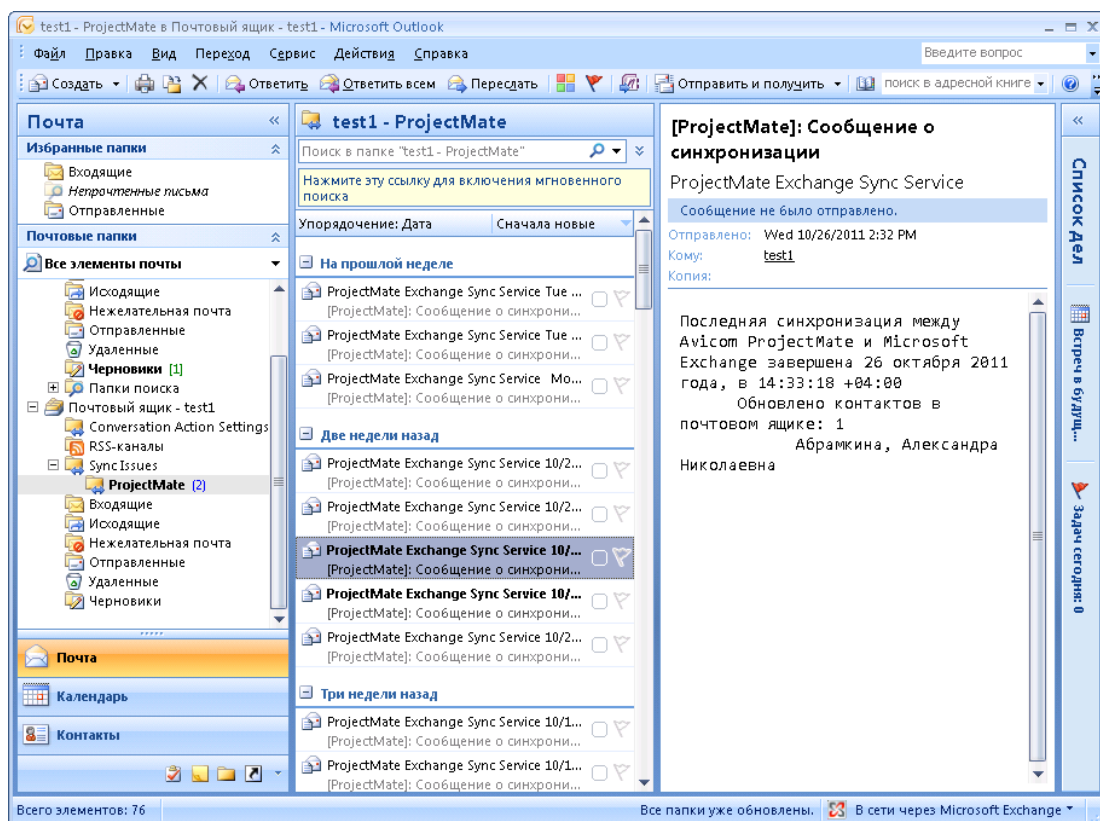 test1 - ProjectMate в Почтовый ящик - test1 - Microsoft Outlook
Файл Правка Вид Переход Сервис Действия Справка
Введите вопрос
Создать Ответить Ответить всем Переслать Отправить и получить поиск в адресной книге
Почта
Избранные папки
Входящие
Непрочтенные письма
Отправленные
Почтовые папки
Все элементы почты
Исходящие
Нежелательная почта
Отправленные
Удаленные
Черновики [1]
Папки поиска
Почтовый ящик - test1
Conversation Action Settings
RSS-каналы
Sync Issues
ProjectMate (2)
Входящие
Исходящие
Нежелательная почта
Отправленные
Удаленные
Черновики
Почта
Календарь
Контакты
test1 - ProjectMate
Поиск в папке "test1 - ProjectMate"
Нажмите эту ссылку для включения мгновенного
поиска
Упорядочение: Дата Сначала новые
На прошлой неделе
ProjectMate Exchange Sync Service Tue ...
[ProjectMate]: Сообщение о синхрони...
ProjectMate Exchange Sync Service Tue ...
[ProjectMate]: Сообщение о синхрони...
ProjectMate Exchange Sync Service Mo...
[ProjectMate]: Сообщение о синхрони...
Две недели назад
ProjectMate Exchange Sync Service 10/2...
[ProjectMate]: Сообщение о синхрони...
ProjectMate Exchange Sync Service 10/2...
[ProjectMate]: Сообщение о синхрони...
ProjectMate Exchange Sync Service 10/...
[ProjectMate]: Сообщение о синхрони...
ProjectMate Exchange Sync Service 10/...
[ProjectMate]: Сообщение о синхрони...
ProjectMate Exchange Sync Service 10/2...
[ProjectMate]: Сообщение о синхрони...
Три недели назад
ProjectMate Exchange Sync Service 10/1...
[ProjectMate]: Сообщение о синхрони...
ProjectMate Exchange Sync Service 10/1...
[ProjectMate]: Сообщение о синхрони...
[ProjectMate]: Сообщение о
синхронизации
ProjectMate Exchange Sync Service
Сообщение не было отправлено.
Отправлено: Wed 10/26/2011 2:32 PM
Кому: test1
Копия:
Последняя синхронизация между
Avicom ProjectMate и Microsoft
Exchange завершена 26 октября 2011
года, в 14:33:18 +04:00
Обновлено контактов в
почтовом ящике: 1
Абрамкина, Александра
Николаевна
Список дел
Встреч в будущ...
Задач сегодня: 0
Всего элементов: 76
Все папки уже обновлены. В сети через Microsoft Exchange